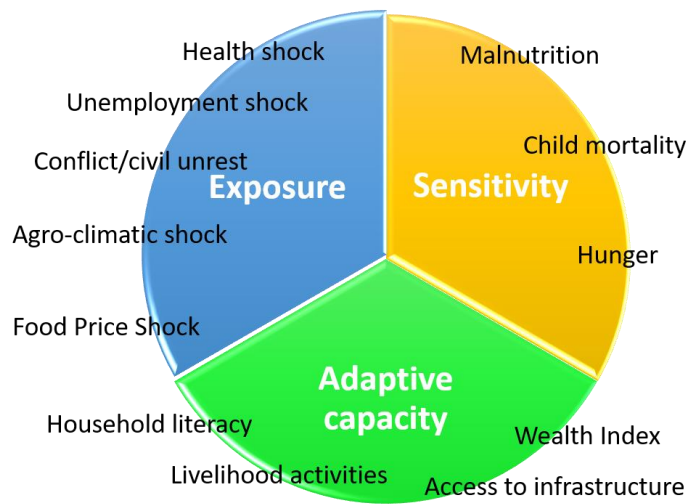 Health shock
Malnutrition
Unemployment shock
Child mortality
Conflict/civil unrest
Exposure
Sensitivity
Agro-climatic shock
Hunger
Food Price Shock
Adaptive
capacity
Household literacy
Wealth Index
Livelihood activities
Access to infrastructure